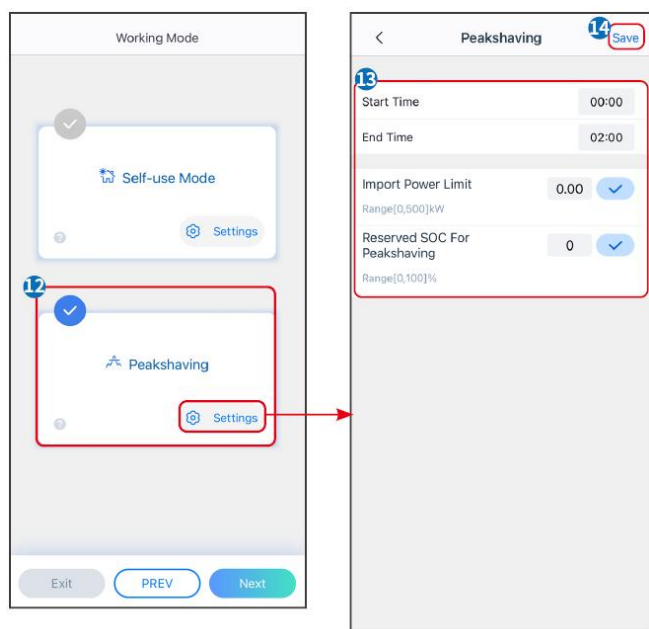 Working Mode
Self-use Mode
? Settings
12
Peakshaving
? Settings
Exit PREV Next
< Peakshaving 14 Save
13
Start Time 00:00
End Time 02:00
Import Power Limit 0.00
Range[0,500]kW
Reserved SOC For
Peakshaving 0
Range[0,100]%